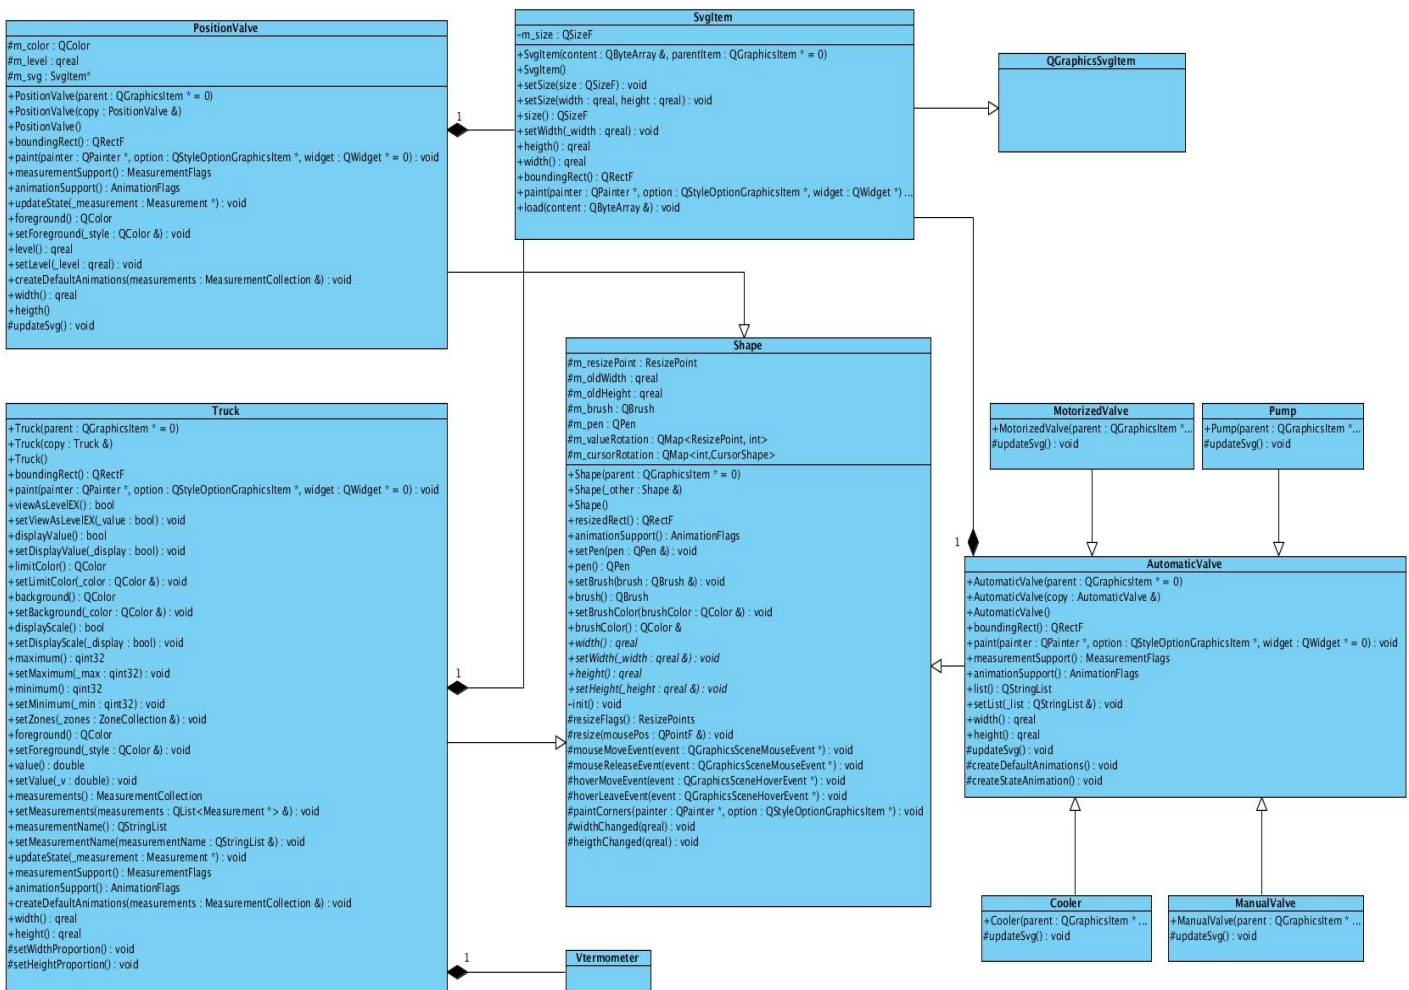 PositionValve
#m_color : QColor
#m_level : qreal
#m_svg : SvgItem*
+PositionValve(parent : QGraphicsItem * = 0)
+PositionValve(copy : PositionValve &)
+PositionValve()
+boundingRect() : QRectF
+paint(painter : QPainter *, option : QStyleOptionGraphicsItem *, widget : QWidget * = 0) : void
+measurementSupport() : MeasurementFlags
+animationSupport() : AnimationFlags
+updateState(_measurement : Measurement *) : void
+foreground() : QColor
+setForeground(_style : QColor &) : void
+level() : qreal
+setLevel(_level : qreal) : void
+createDefaultAnimations(measurements : MeasurementCollection &) : void
+width() : qreal
+heigth()
#updateSvg() : void
1
SvgItem
-m_size : QSizeF
+SvgItem(content : QByteArray &, parentItem : QGraphicsItem * = 0)
+SvgItem()
+setSize(size : QSizeF) : void
+setSize(width : qreal, height : qreal) : void
+size() : QSizeF
+setWidth(_width : qreal) : void
+heigth() : qreal
+width() : qreal
+boundingRect() : QRectF
+paint(painter : QPainter *, option : QStyleOptionGraphicsItem *, widget : QWidget *) ...
+load(content : QByteArray &) : void
QGraphicsSvgItem
Truck
+Truck(parent : QGraphicsItem * = 0)
+Truck(copy : Truck &)
+Truck()
+boundingRect() : QRectF
+paint(painter : QPainter *, option : QStyleOptionGraphicsItem *, widget : QWidget * = 0) : void
+viewAsLevelEX() : bool
+setViewAsLevelEX(_value : bool) : void
+displayValue() : bool
+setDisplayValue(_display : bool) : void
+limitColor() : QColor
+setLimitColor(_color : QColor &) : void
+background() : QColor
+setBackground(_color : QColor &) : void
+displayScale() : bool
+setDisplayScale(_display : bool) : void
+maximum() : qint32
+setMaximum(_max : qint32) : void
+minimum() : qint32
+setMinimum(_min : qint32) : void
+setZones(_zones : ZoneCollection &) : void
+foreground() : QColor
+setForeground(_style : QColor &) : void
+value() : double
+setValue(_v : double) : void
+measurements() : MeasurementCollection
+setMeasurements(measurements : QList<Measurement *> &) : void
+measurementName() : QStringList
+setMeasurementName(measurementName : QStringList &) : void
+updateState(_measurement : Measurement *) : void
+measurementSupport() : MeasurementFlags
+animationSupport() : AnimationFlags
+createDefaultAnimations(measurements : MeasurementCollection &) : void
+width() : qreal
+height() : qreal
#setWidthProportion() : void
#setHeightProportion() : void
1
1
Shape
#m_resizePoint : ResizePoint
#m_oldWidth : qreal
#m_oldHeight : qreal
#m_brush : QBrush
#m_pen : QPen
#m_valueRotation : QMap<ResizePoint, int>
#m_cursorRotation : QMap<int,CursorShape>
+Shape(parent : QGraphicsItem * = 0)
+Shape(_other : Shape &)
+Shape()
+resizedRect() : QRectF
+animationSupport() : AnimationFlags
+setPen(pen : QPen &) : void
+pen() : QPen
+setBrush(brush : QBrush &) : void
+brush() : QBrush
+setBrushColor(brushColor : QColor &) : void
+brushColor() : QColor &
+width() : qreal
+setWidth(_width : qreal &) : void
+height() : qreal
+setHeight(_height : qreal &) : void
-init() : void
#resizeFlags() : ResizePoints
#resize(mousePos : QPointF &) : void
#mouseMoveEvent(event : QGraphicsSceneMouseEvent *) : void
#mouseReleaseEvent(event : QGraphicsSceneMouseEvent *) : void
#hoverMoveEvent(event : QGraphicsSceneHoverEvent *) : void
#hoverLeaveEvent(event : QGraphicsSceneHoverEvent *) : void
#paintCorners(painter : QPainter *, option : QStyleOptionGraphicsItem *) : void
#widthChanged(qreal) : void
#heigthChanged(qreal) : void
Vtermometer
MotorizedValve
+MotorizedValve(parent : QGraphicsItem *...
#updateSvg() : void
Pump
+Pump(parent : QGraphicsItem *...
#updateSvg() : void
1
AutomaticValve
+AutomaticValve(parent : QGraphicsItem * = 0)
+AutomaticValve(copy : AutomaticValve &)
+AutomaticValve()
+boundingRect() : QRectF
+paint(painter : QPainter *, option : QStyleOptionGraphicsItem *, widget : QWidget * = 0) : void
+measurementSupport() : MeasurementFlags
+animationSupport() : AnimationFlags
+list() : QStringList
+setList(_list : QStringList &) : void
+width() : qreal
+height() : qreal
#updateSvg() : void
#createDefaultAnimations() : void
#createStateAnimation() : void
Cooler
+Cooler(parent : QGraphicsItem * ...
#updateSvg() : void
ManualValve
+ManualValve(parent : QGraphicsItem * ...
#updateSvg() : void